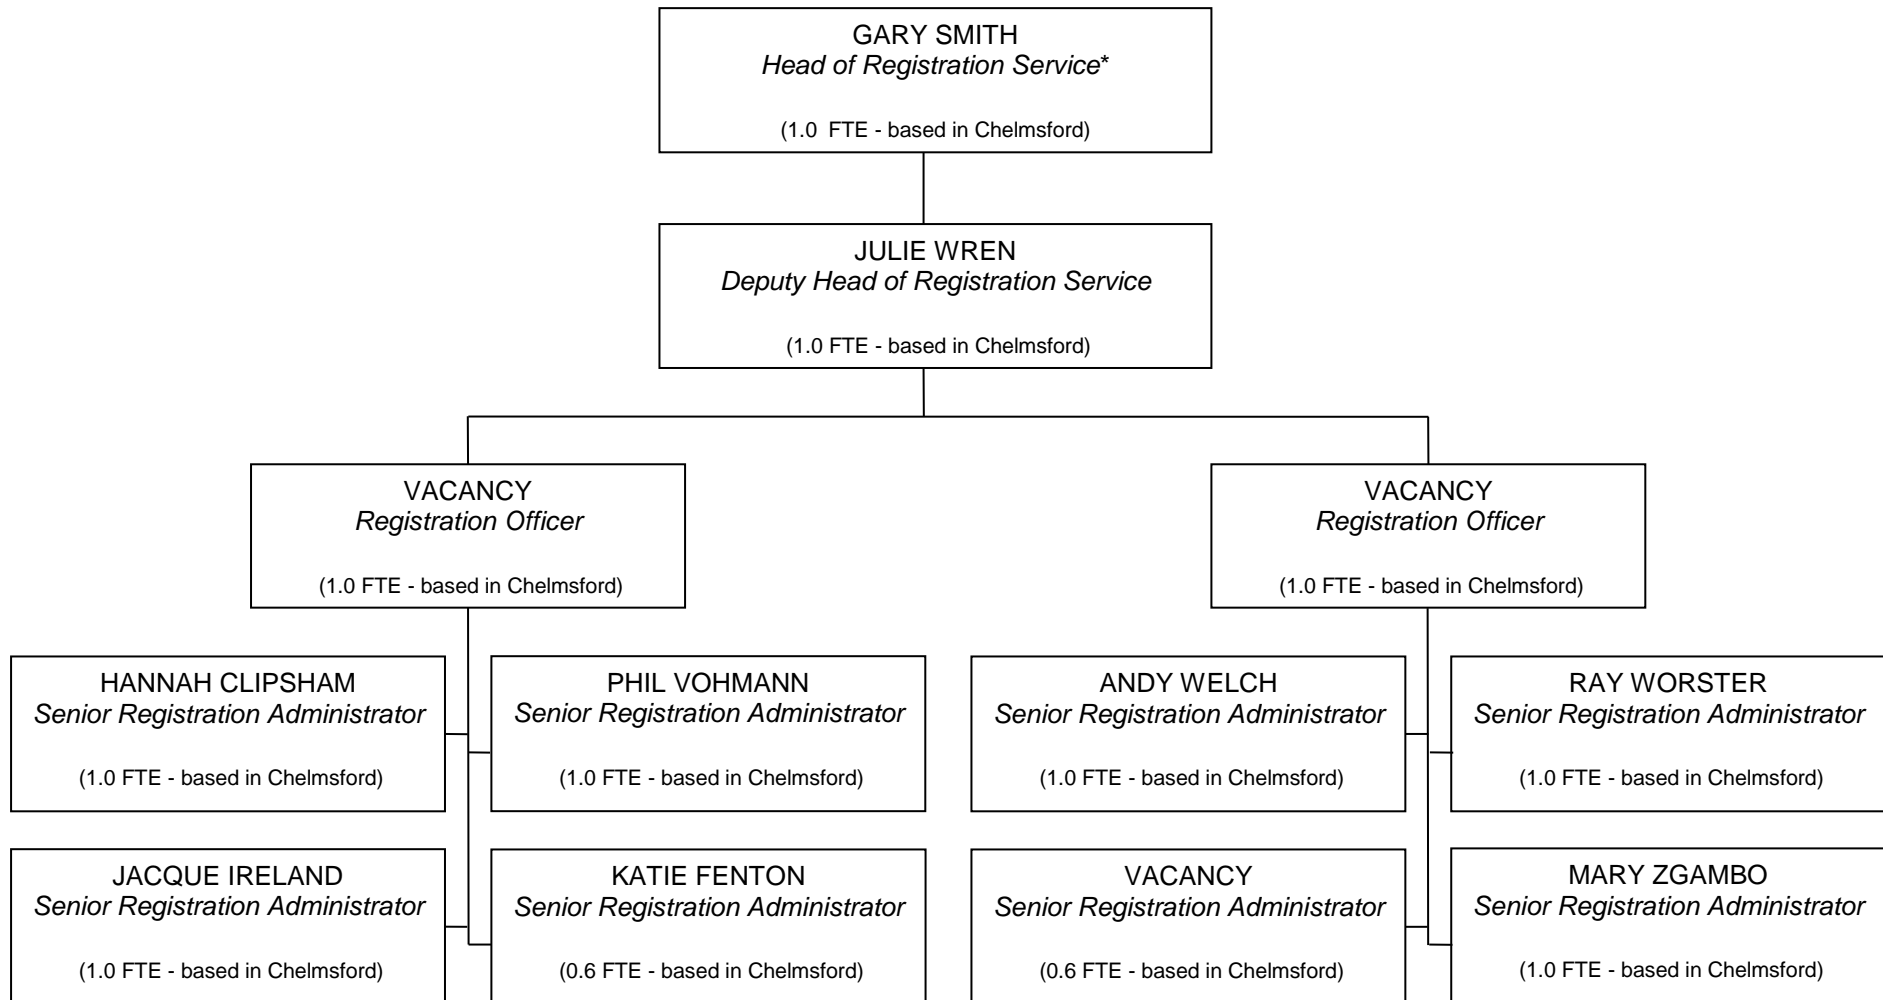 GARY SMITH
Head of Registration Service*
(1.0  FTE - based in Chelmsford)
JULIE WREN
Deputy Head of Registration Service
(1.0 FTE - based in Chelmsford)
VACANCY
Registration Officer
(1.0 FTE - based in Chelmsford)
VACANCY
Registration Officer
(1.0 FTE - based in Chelmsford)
HANNAH CLIPSHAM
Senior Registration Administrator
(1.0 FTE - based in Chelmsford)
PHIL VOHMANN
Senior Registration Administrator
(1.0 FTE - based in Chelmsford)
ANDY WELCH
Senior Registration Administrator
(1.0 FTE - based in Chelmsford)
RAY WORSTER
Senior Registration Administrator
(1.0 FTE - based in Chelmsford)
JACQUE IRELAND
Senior Registration Administrator
(1.0 FTE - based in Chelmsford)
KATIE FENTON
Senior Registration Administrator
(0.6 FTE - based in Chelmsford)
VACANCY
Senior Registration Administrator
(0.6 FTE - based in Chelmsford)
MARY ZGAMBO
Senior Registration Administrator
(1.0 FTE - based in Chelmsford)